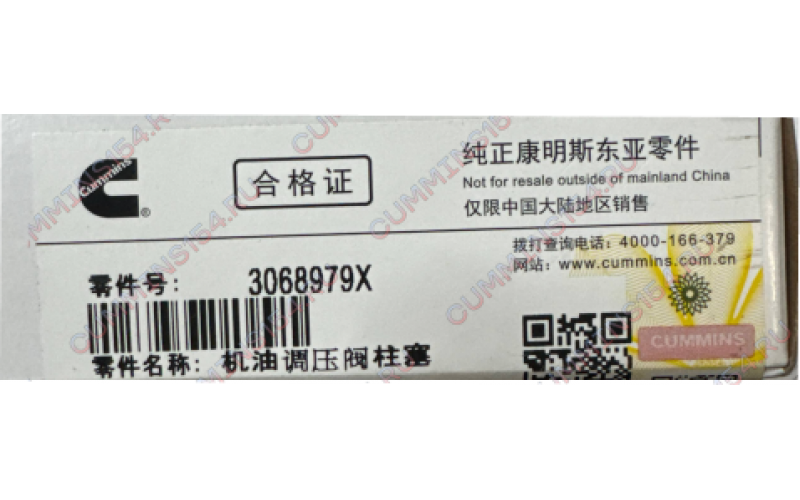 Cummins
®
合格证
纯正康明斯东亚零件
Not for resale outside of mainland China
仅限中国大陆地区销售
拨打查询电话：4000-166-379
网站：www.cummins.com.cn
零件号： 3068979X
CUMMINS
零件名称：机油调压阀柱塞
CUMMINS154.RU